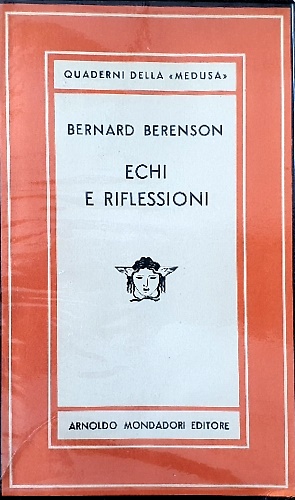 QUADERNI DELLA «MEDUSA»
BERNARD BERENSON
ECHI
E RIFLESSIONI
ARNOLDO MONDADORI EDITORE